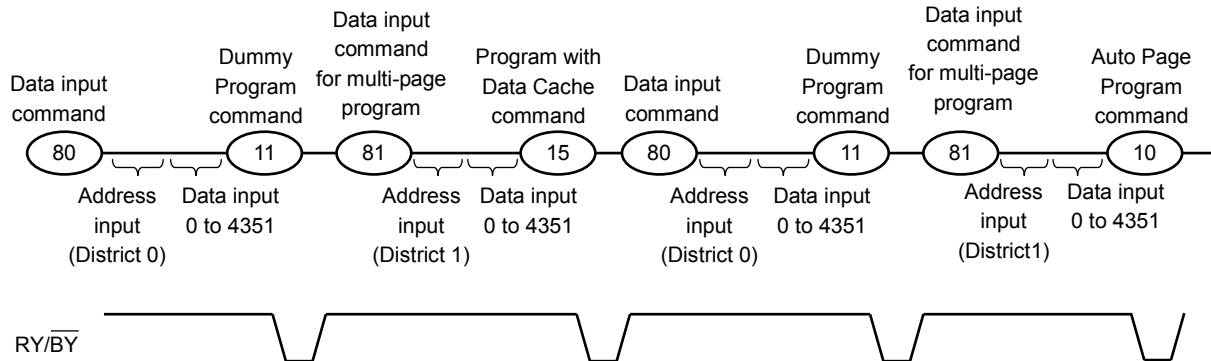 Data input
command
Dummy
Program
command
Data input
command
for multi-page
program
Program with
Data Cache
command
Data input
command
Dummy
Program
command
Data input
command
for multi-page
program
Auto Page
Program
command
80
11
81
15
80
11
81
10
Address
input
(District 0)
Data input
0 to 4351
Address
input
(District 1)
Data input
0 to 4351
Address
input
(District 0)
Data input
0 to 4351
Address
input
(District1)
Data input
0 to 4351
RY/BY